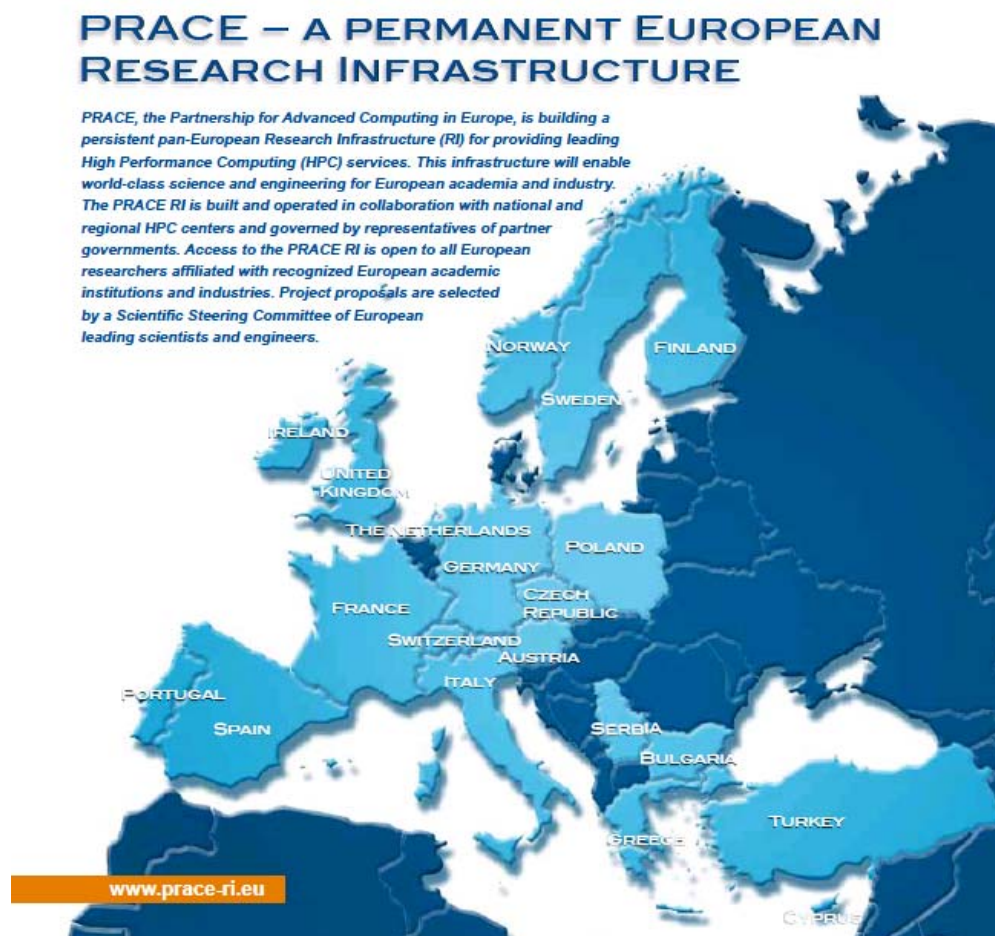 PRACE – A PERMANENT EUROPEAN
RESEARCH INFRASTRUCTURE
PRACE, the Partnership for Advanced Computing in Europe, is building a
persistent pan-European Research Infrastructure (RI) for providing leading
High Performance Computing (HPC) services. This infrastructure will enable
world-class science and engineering for European academia and industry.
The PRACE RI is built and operated in collaboration with national and
regional HPC centers and governed by representatives of partner
governments. Access to the PRACE RI is open to all European
researchers affiliated with recognized European academic
institutions and industries. Project proposals are selected
by a Scientific Steering Committee of European
leading scientists and engineers.
NORWAY
FINLAND
SWEDEN
IRELAND
UNITED
KINGDOM
THE NETHERLANDS
POLAND
GERMANY
CZECH
REPUBLIC
FRANCE
SWITZERLAND
AUSTRIA
ITALY
PORTUGAL
SPAIN
SERBIA
BULGARIA
TURKEY
GREECE
www.prace-ri.eu
CYPRUS